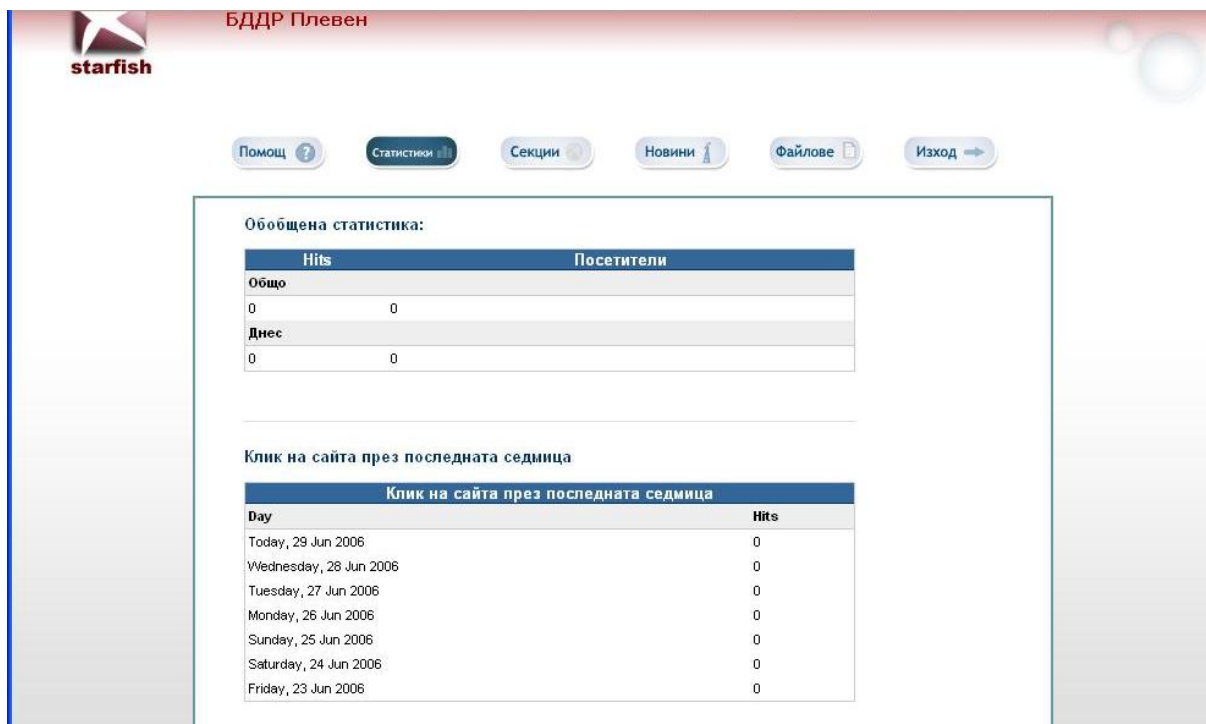 БДДР Плевен
starfish
Помощ ?
Статистики
Секции
Новини
Файлове
Изход
Обобщена статистика:
Hits Посетители
Общо
0 0
Днес
0 0
Клик на сайта през последната седмица
Клик на сайта през последната седмица
Day Hits
Today, 29 Jun 2006 0
Wednesday, 28 Jun 2006 0
Tuesday, 27 Jun 2006 0
Monday, 26 Jun 2006 0
Sunday, 25 Jun 2006 0
Saturday, 24 Jun 2006 0
Friday, 23 Jun 2006 0